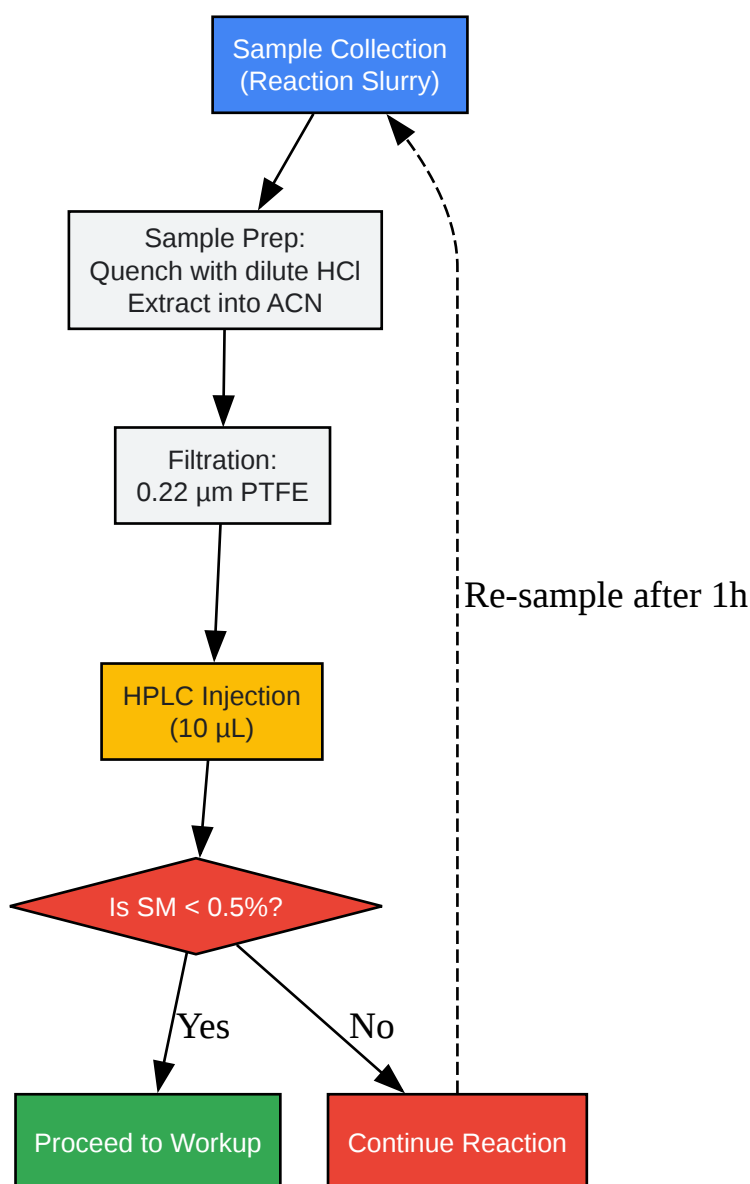 Sample Collection
(Reaction Slurry)
Sample Prep:
Quench with dilute HCl
Extract into ACN
Filtration:
0.22 µm PTFE
Re-sample after 1h
HPLC Injection
(10 µL)
Is SM < 0.5%?
Yes
No
Proceed to Workup
Continue Reaction